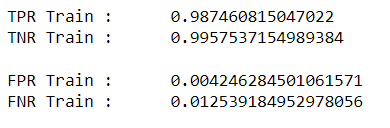 TPR Train :      0.987460815047022
TNR Train :      0.9957537154989384
FPR Train :      0.004246284501061571
FNR Train :      0.012539184952978056